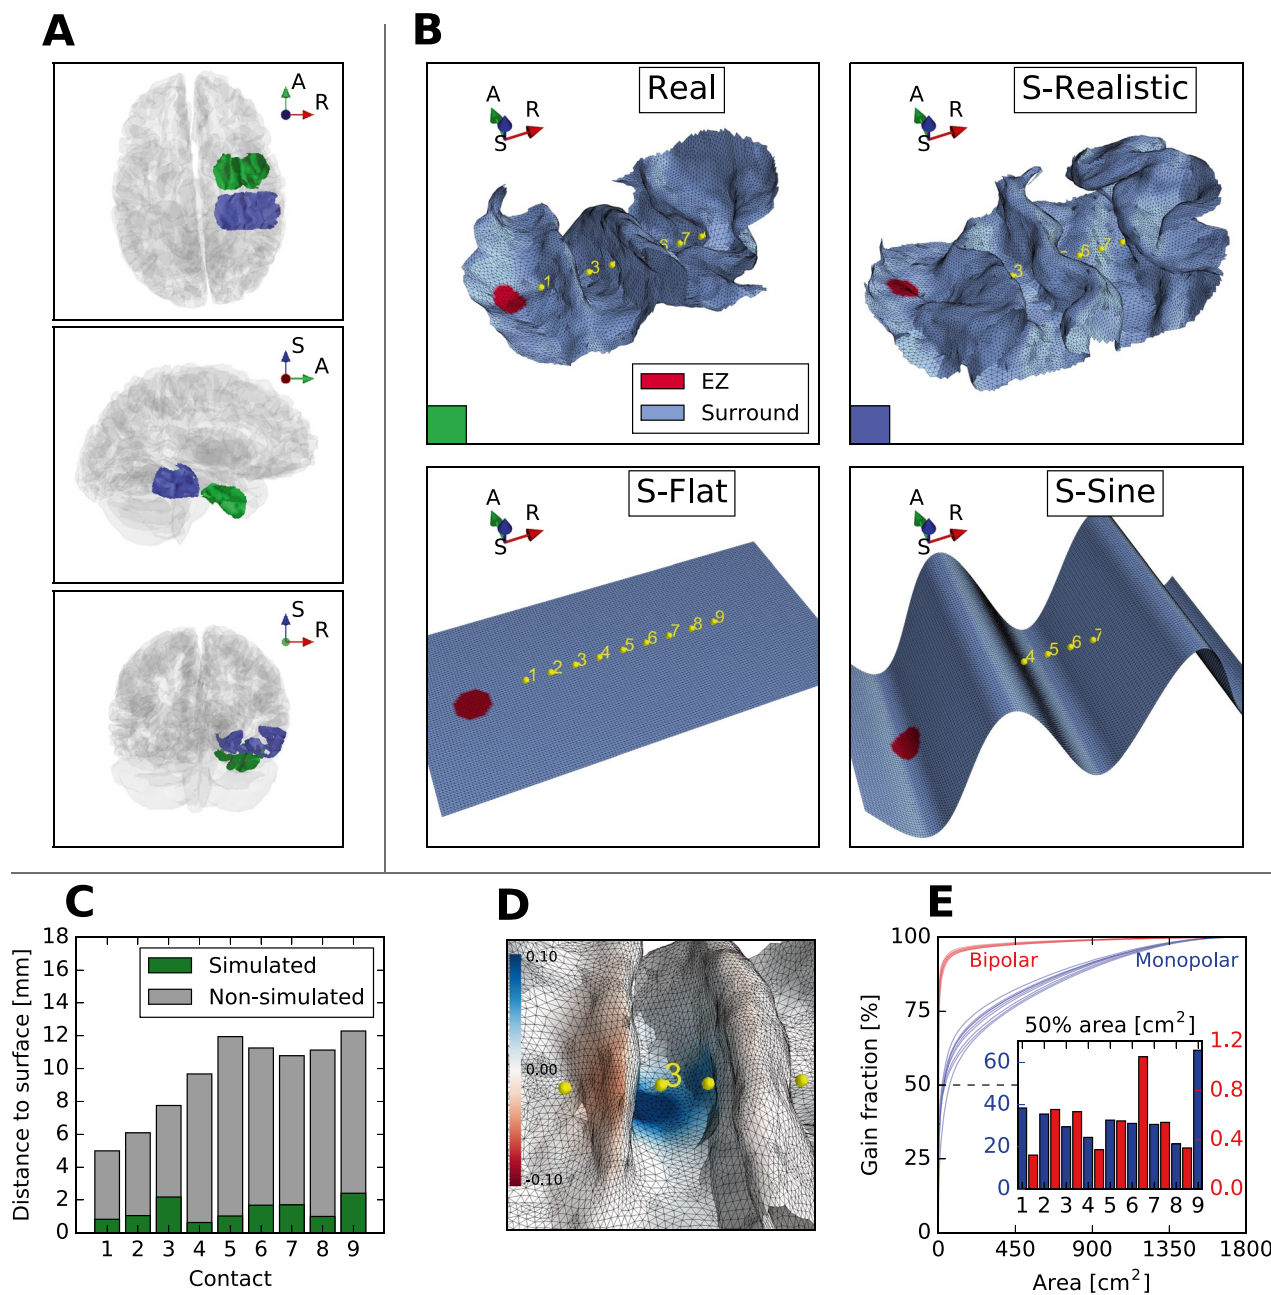 A
B
A
R
S
A
S
R
Real
A
R
S
1
3
6
7
EZ
Surround
S-Realistic
A
R
S
3
6
7
S-Flat
A
R
S
1 2 3 4 5 6 7 8 9
S-Sine
A
R
S
4 5 6 7
C
18
16
14
12
10
8
6
4
2
0
Distance to surface [mm]
Simulated
Non-simulated
1 2 3 4 5 6 7 8 9
Contact
D
0.10
0.00
-0.10
3
E
100
75
50
25
0
Gain fraction [%]
Bipolar
Monopolar
50% area [cm²]
60
40
20
0
1.2
0.8
0.4
0.0
1 2 3 4 5 6 7 8 9
0 450 900 1350 1800
Area [cm²]